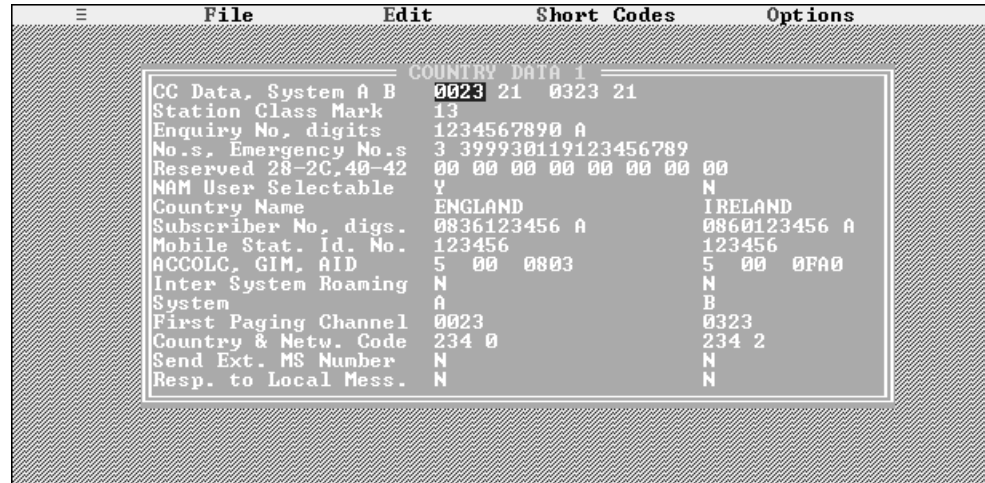 ≡ File Edit Short Codes Options
COUNTRY DATA 1
CC Data, System A B 0023 21 0323 21
Station Class Mark 13
Enquiry No, digits 1234567890 A
No.s, Emergency No.s 3 399930119123456789
Reserved 28-2C,40-42 00 00 00 00 00 00 00 00
NAM User Selectable Y N
Country Name ENGLAND IRELAND
Subscriber No, digs. 0836123456 A 0860123456 A
Mobile Stat. Id. No. 123456 123456
ACCOLC, GIM, AID 5 00 0803 5 00 0FA0
Inter System Roaming N N
System A B
First Paging Channel 0023 0323
Country & Netw. Code 234 0 234 2
Send Ext. MS Number N N
Resp. to Local Mess. N N